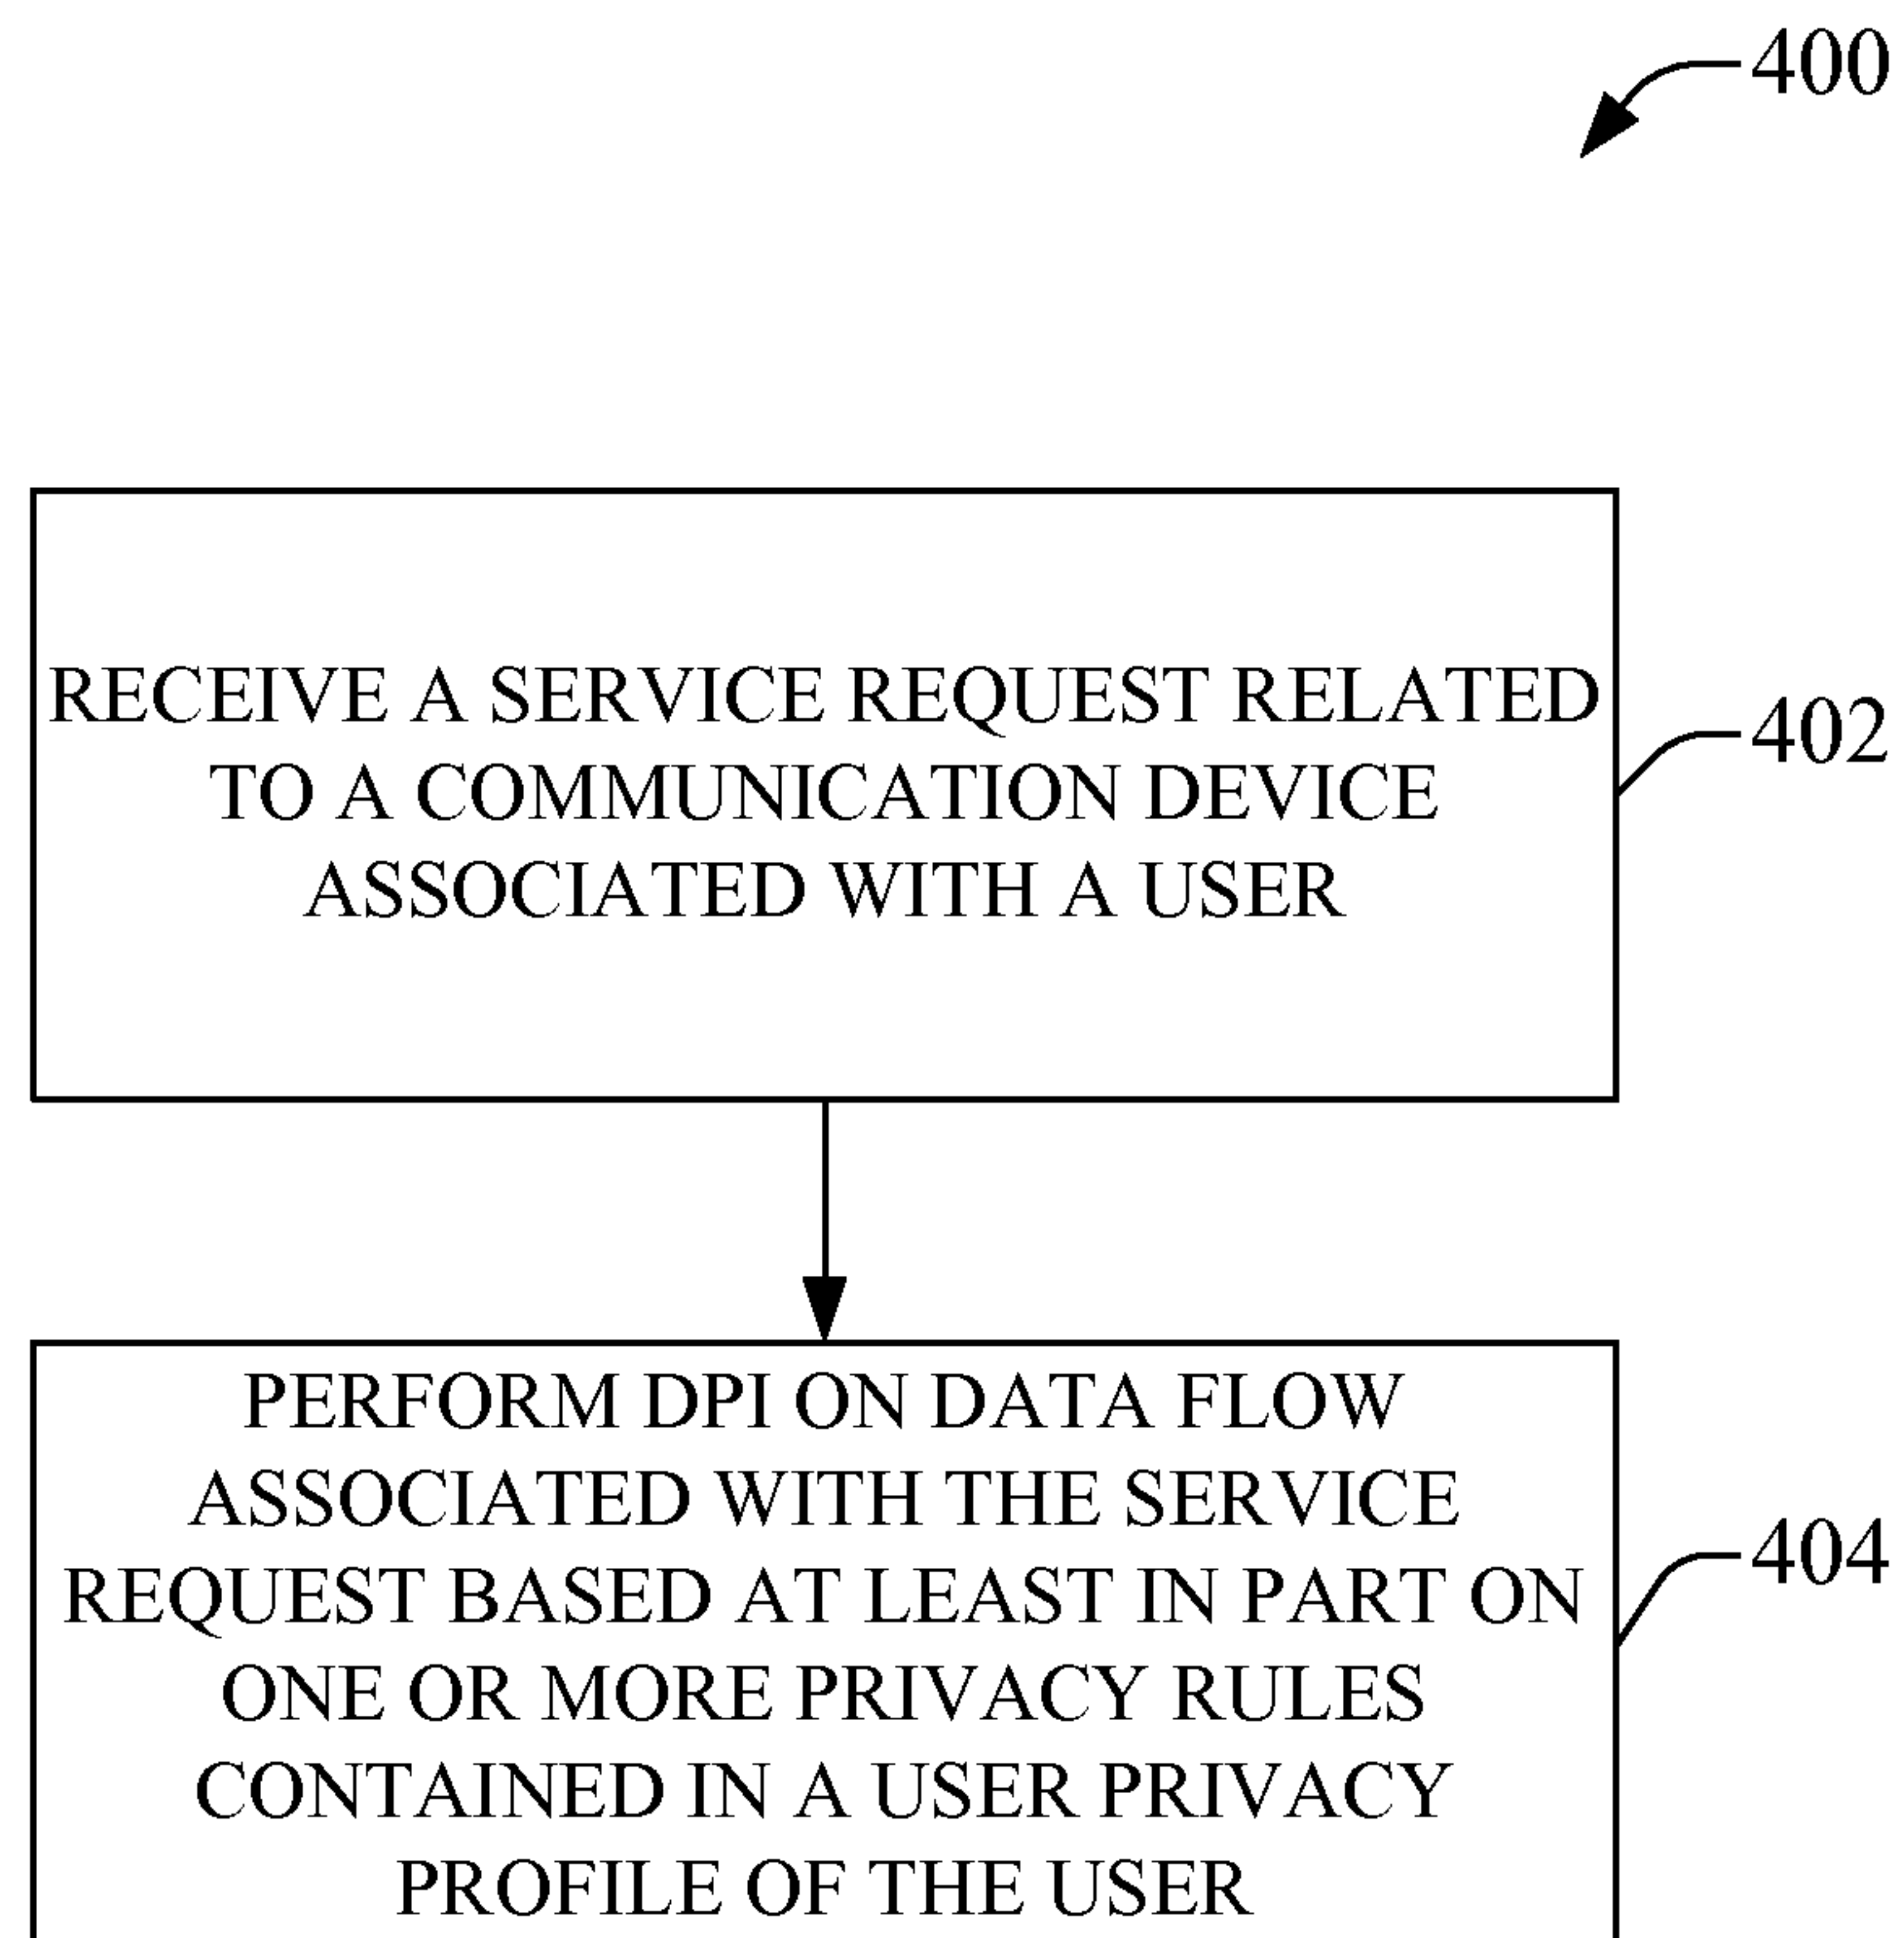 400
RECEIVE A SERVICE REQUEST RELATED
TO A COMMUNICATION DEVICE
ASSOCIATED WITH A USER
402
PERFORM DPI ON DATA FLOW
ASSOCIATED WITH THE SERVICE
REQUEST BASED AT LEAST IN PART ON
ONE OR MORE PRIVACY RULES
CONTAINED IN A USER PRIVACY
PROFILE OF THE USER
404